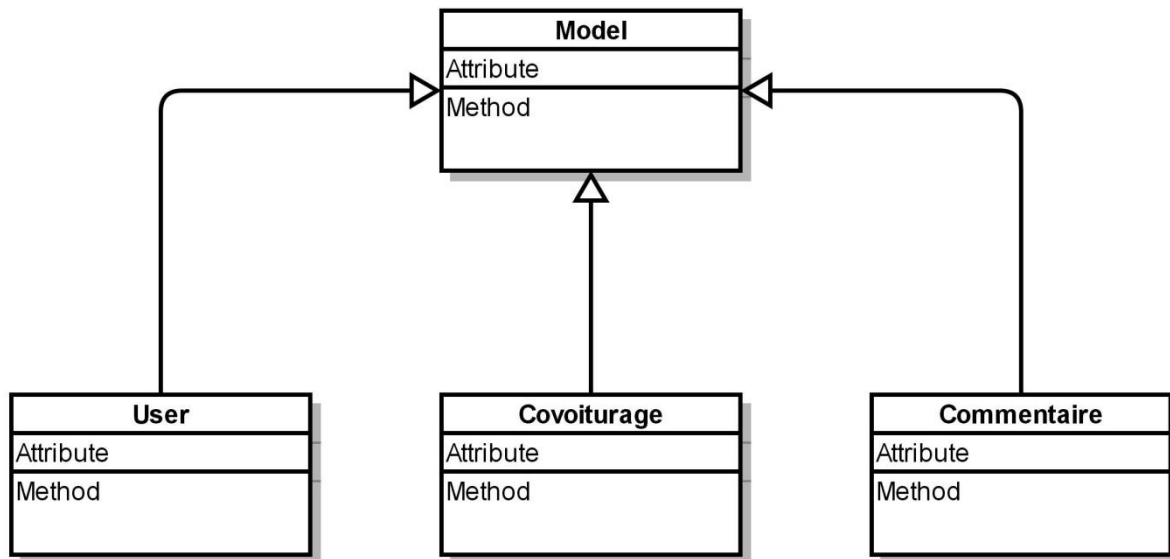 Model
Attribute
Method
User
Attribute
Method
Covoiturage
Attribute
Method
Commentaire
Attribute
Method